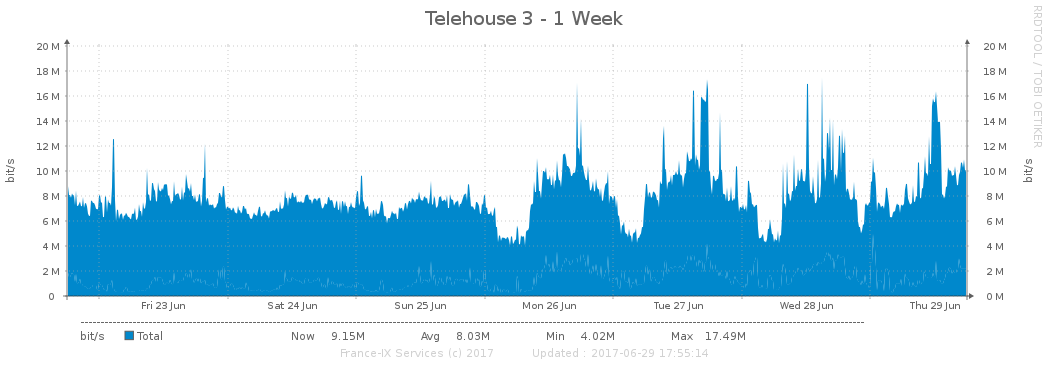 Telehouse 3 - 1 Week
RRDTOOL / TOBI OETIKER
20 M 20 M
18 M 18 M
16 M 16 M
14 M 14 M
12 M 12 M
10 M 10 M
8 M 8 M
6 M 6 M
4 M 4 M
2 M 2 M
0 0 M
bit/s bit/s
Fri 23 Jun Sat 24 Jun Sun 25 Jun Mon 26 Jun Tue 27 Jun Wed 28 Jun Thu 29 Jun
bit/s Total Now 9.15M Avg 8.03M Min 4.02M Max 17.49M
France-IX Services (c) 2017 Updated : 2017-06-29 17:55:14